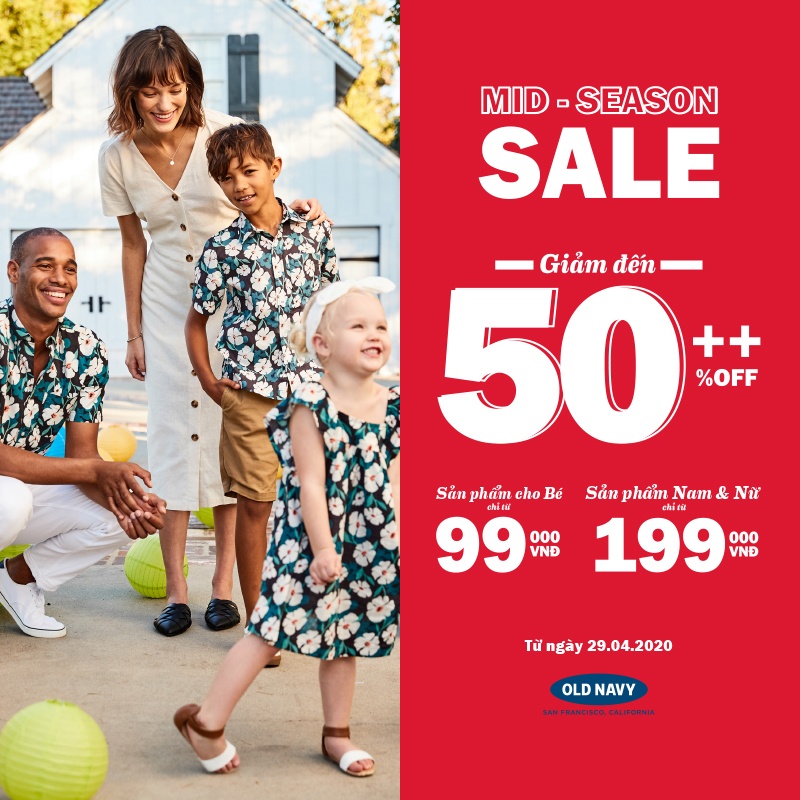 MID - SEASON
SALE
Giảm đến
50++
%OFF
Sản phẩm cho Bé
chỉ từ
99 000
VNĐ
Sản phẩm Nam & Nữ
chỉ từ
199 000
VNĐ
Từ ngày 29.04.2020
OLD NAVY
SAN FRANCISCO, CALIFORNIA